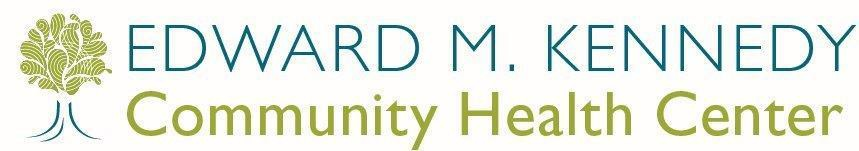 EDWARD M. KENNEDY
Community Health Center